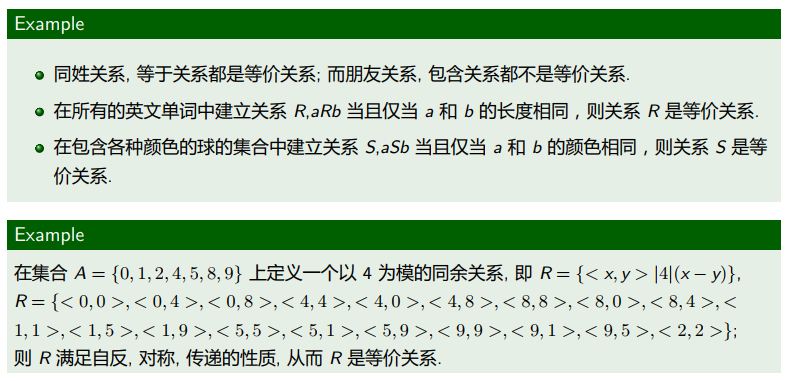 Example
同姓关系, 等于关系都是等价关系; 而朋友关系, 包含关系都不是等价关系.
在所有的英文单词中建立关系 R,aRb 当且仅当 a 和 b 的长度相同，则关系 R 是等价关系.
在包含各种颜色的球的集合中建立关系 S,aSb 当且仅当 a 和 b 的颜色相同，则关系 S 是等
价关系.
Example
在集合 A = {0, 1, 2, 4, 5, 8, 9} 上定义一个以 4 为模的同余关系, 即 R = {< x, y > |4|(x − y)},
R = {< 0, 0 >, < 0, 4 >, < 0, 8 >, < 4, 4 >, < 4, 0 >, < 4, 8 >, < 8, 8 >, < 8, 0 >, < 8, 4 >, <
1, 1 >, < 1, 5 >, < 1, 9 >, < 5, 5 >, < 5, 1 >, < 5, 9 >, < 9, 9 >, < 9, 1 >, < 9, 5 >, < 2, 2 >};
则 R 满足自反, 对称, 传递的性质, 从而 R 是等价关系.